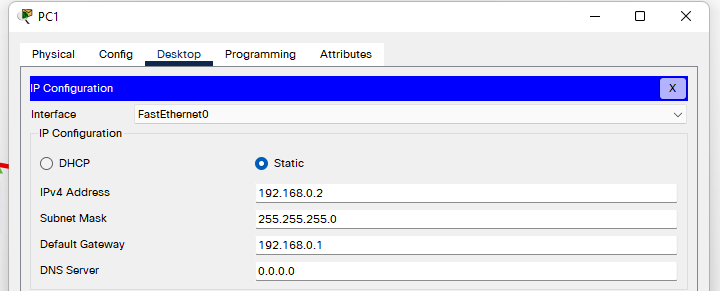 PC1
Physical Config Desktop Programming Attributes
IP Configuration X
Interface FastEthernet0
IP Configuration
DHCP Static
IPv4 Address 192.168.0.2
Subnet Mask 255.255.255.0
Default Gateway 192.168.0.1
DNS Server 0.0.0.0